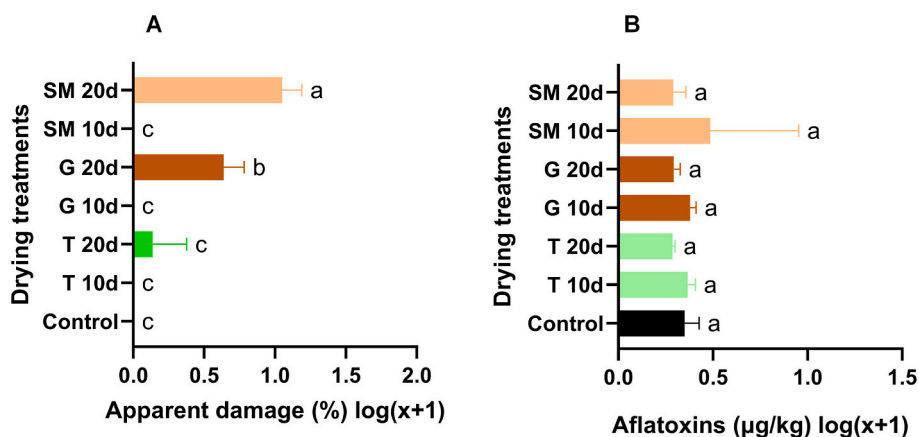 A
Drying treatments
SM 20d
a
SM 10d
c
G 20d
b
G 10d
c
T 20d
c
T 10d
c
Control
c
0.0 0.5 1.0 1.5 2.0
Apparent damage (%) log(x+1)
B
Drying treatments
SM 20d
a
SM 10d
a
G 20d
a
G 10d
a
T 20d
a
T 10d
a
Control
a
0.0 0.5 1.0 1.5
Aflatoxins (μg/kg) log(x+1)